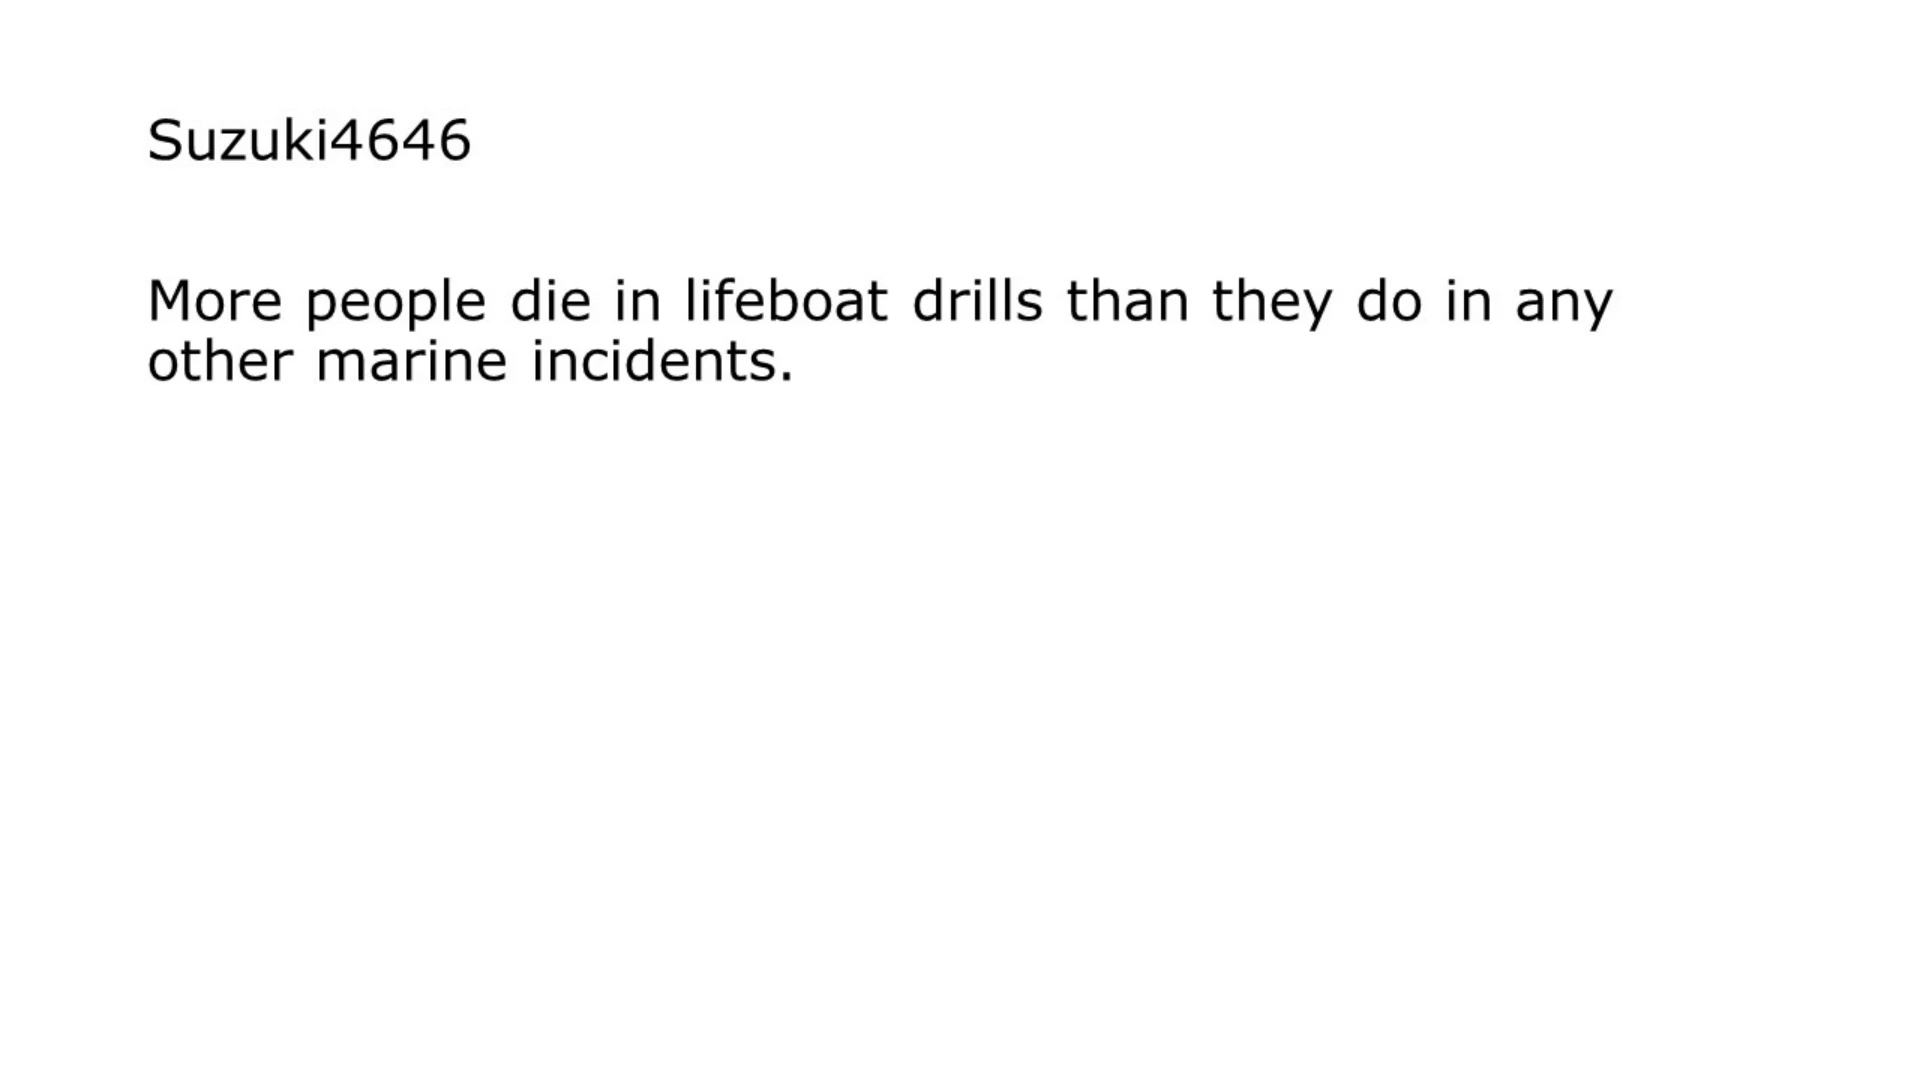 Suzuki4646
More people die in lifeboat drills than they do in any
other marine incidents.